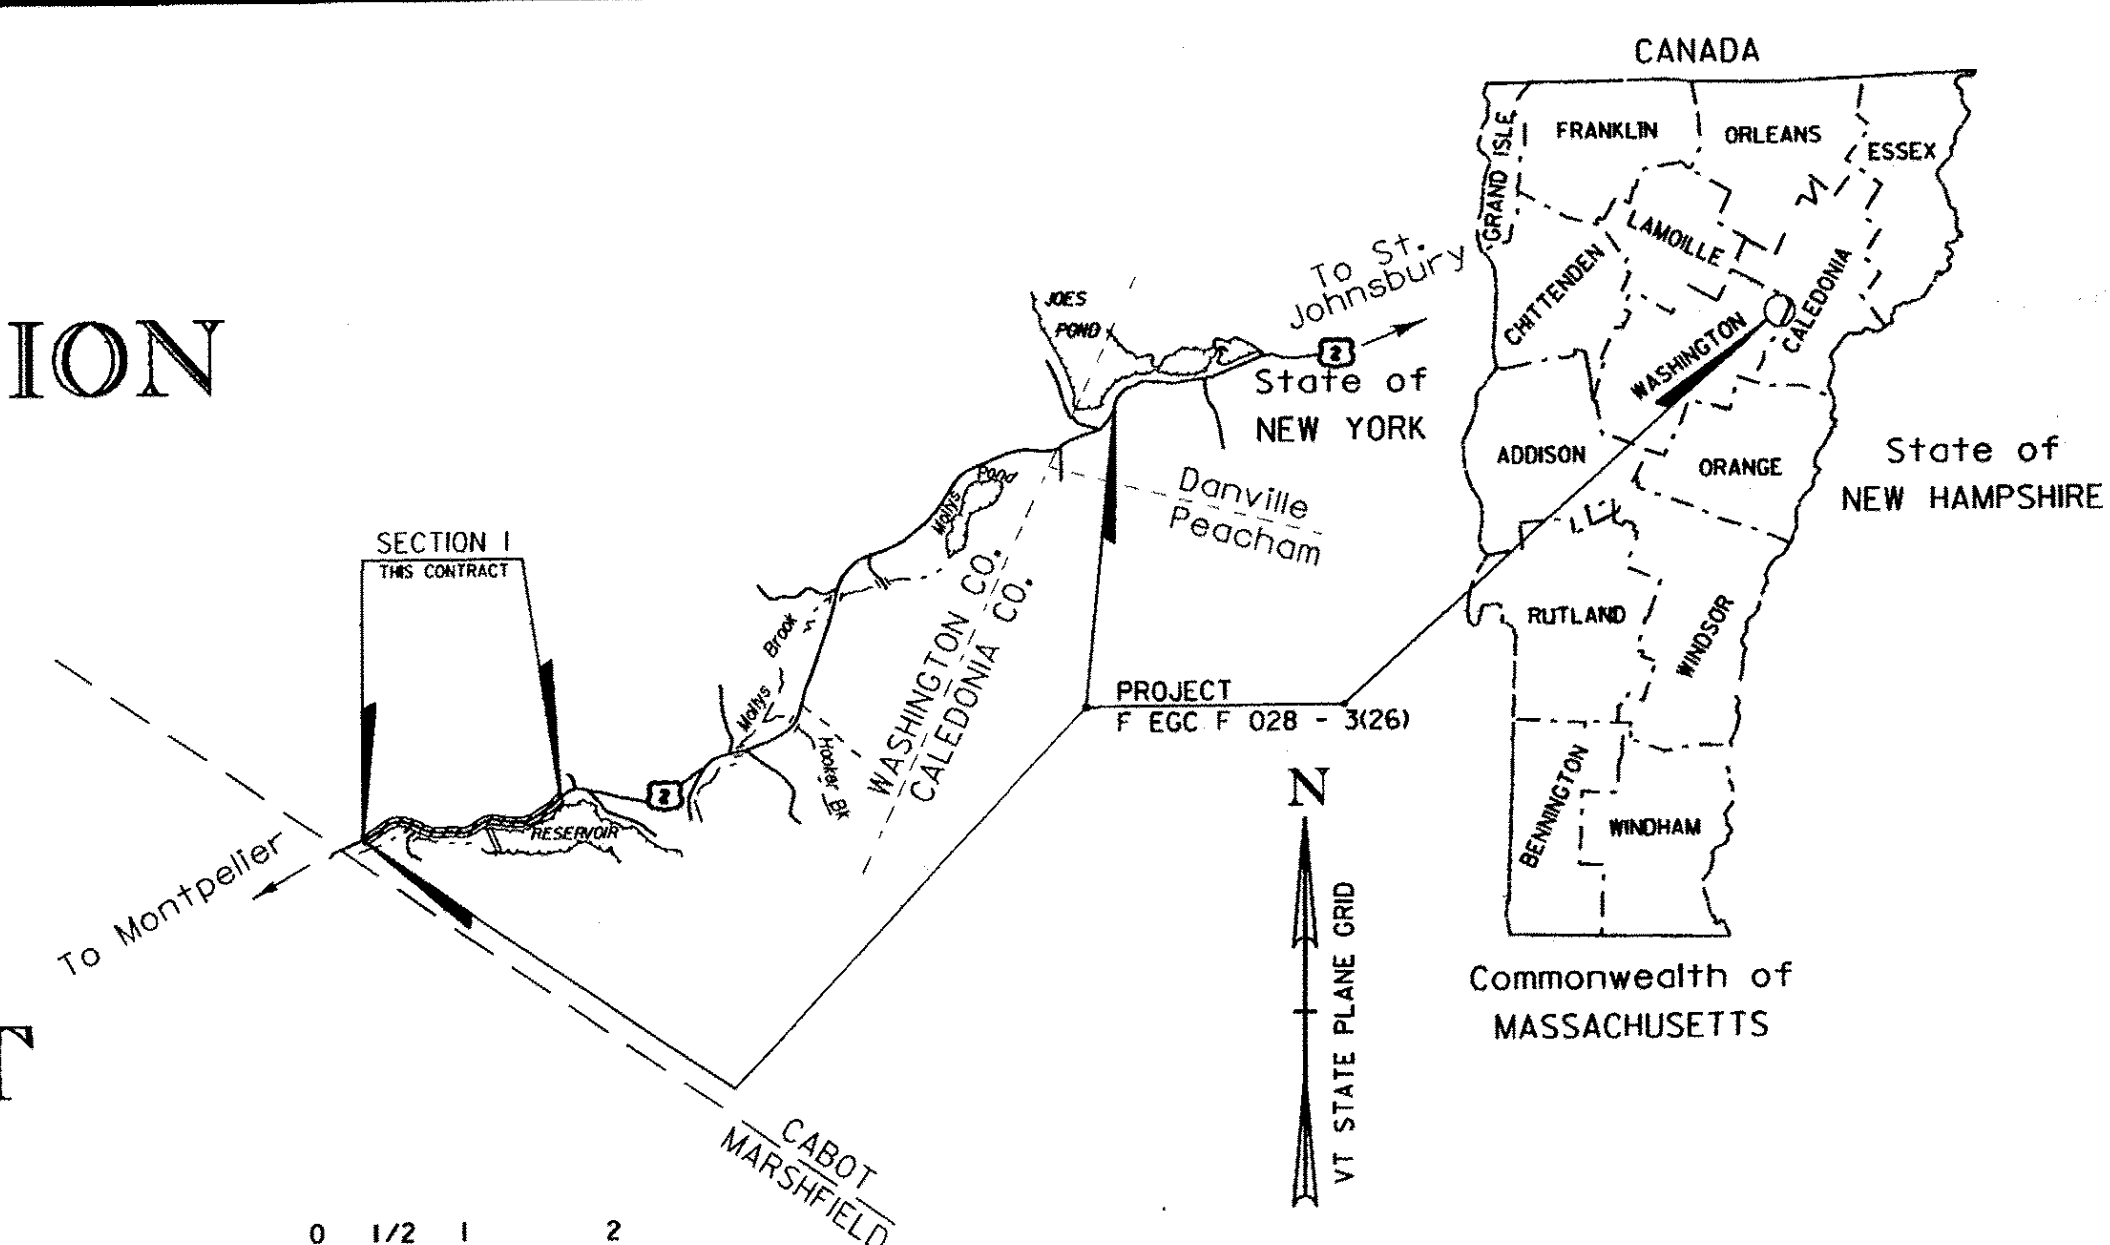 CANADA
FRANKLIN
ORLEANS
ESSEX
GRAND ISLE
LAMOILLE
CHITTENDEN
CALEDONIA
WASHINGTON
ADDISON
ORANGE
RUTLAND
WINDSOR
BENNINGTON
WINDHAM
State of
NEW YORK
State of
NEW HAMPSHIRE
Commonwealth of
MASSACHUSETTS
ION
T
To St.
Johnsbury
2
JOES
POND
Danville
Peacham
Mollys
Pond
SECTION 1
THIS CONTRACT
Mollys
Brook
Hooker Bk
WASHINGTON CO.
CALEDONIA CO.
PROJECT
F EGC F 028 - 3(26)
2
RESERVOIR
To Montpelier
CABOT
MARSHFIELD
N
VT STATE PLANE GRID
0 1/2 1 2